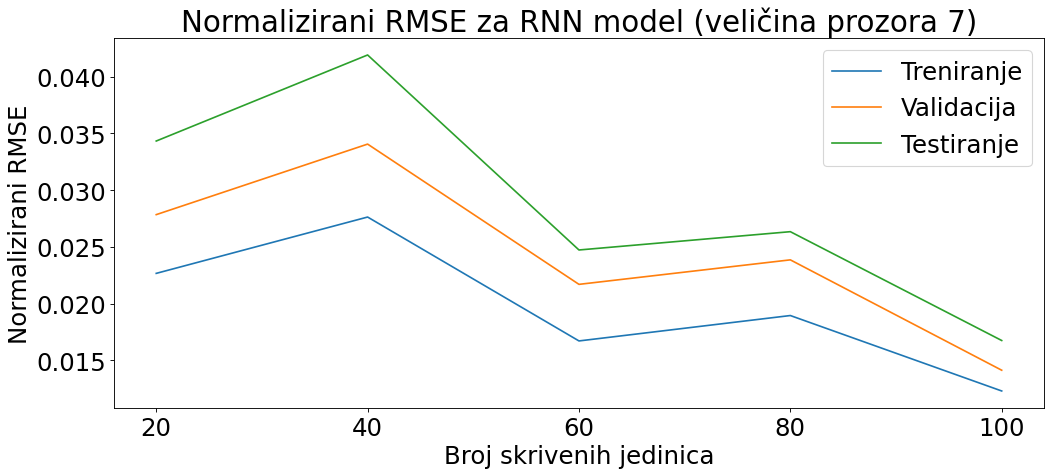 Normalizirani RMSE za RNN model (veličina prozora 7)
Normalizirani RMSE
0.040
0.035
0.030
0.025
0.020
0.015
Treniranje
Validacija
Testiranje
20 40 60 80 100
Broj skrivenih jedinica